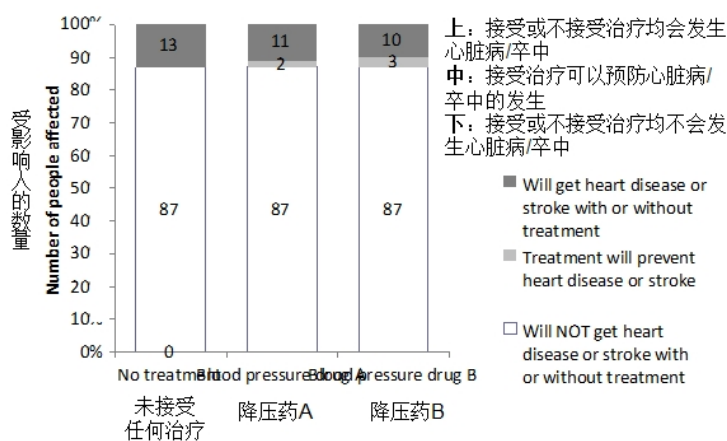 上：接受或不接受治疗均会发生
心脏病/卒中
中：接受治疗可以预防心脏病/
卒中的发生
下：接受或不接受治疗均不会发
生心脏病/卒中
受影响人的数量
Number of people affected
100%
90
80
70
60
50
40
30
20
10
0%
13
11
10
2
3
87
87
87
0
No treatment
Blood pressure drug A
Blood pressure drug B
未接受
任何治疗
降压药A
降压药B
Will get heart disease or
stroke with or without
treatment
Treatment will prevent
heart disease or stroke
Will NOT get heart
disease or stroke with
or without treatment